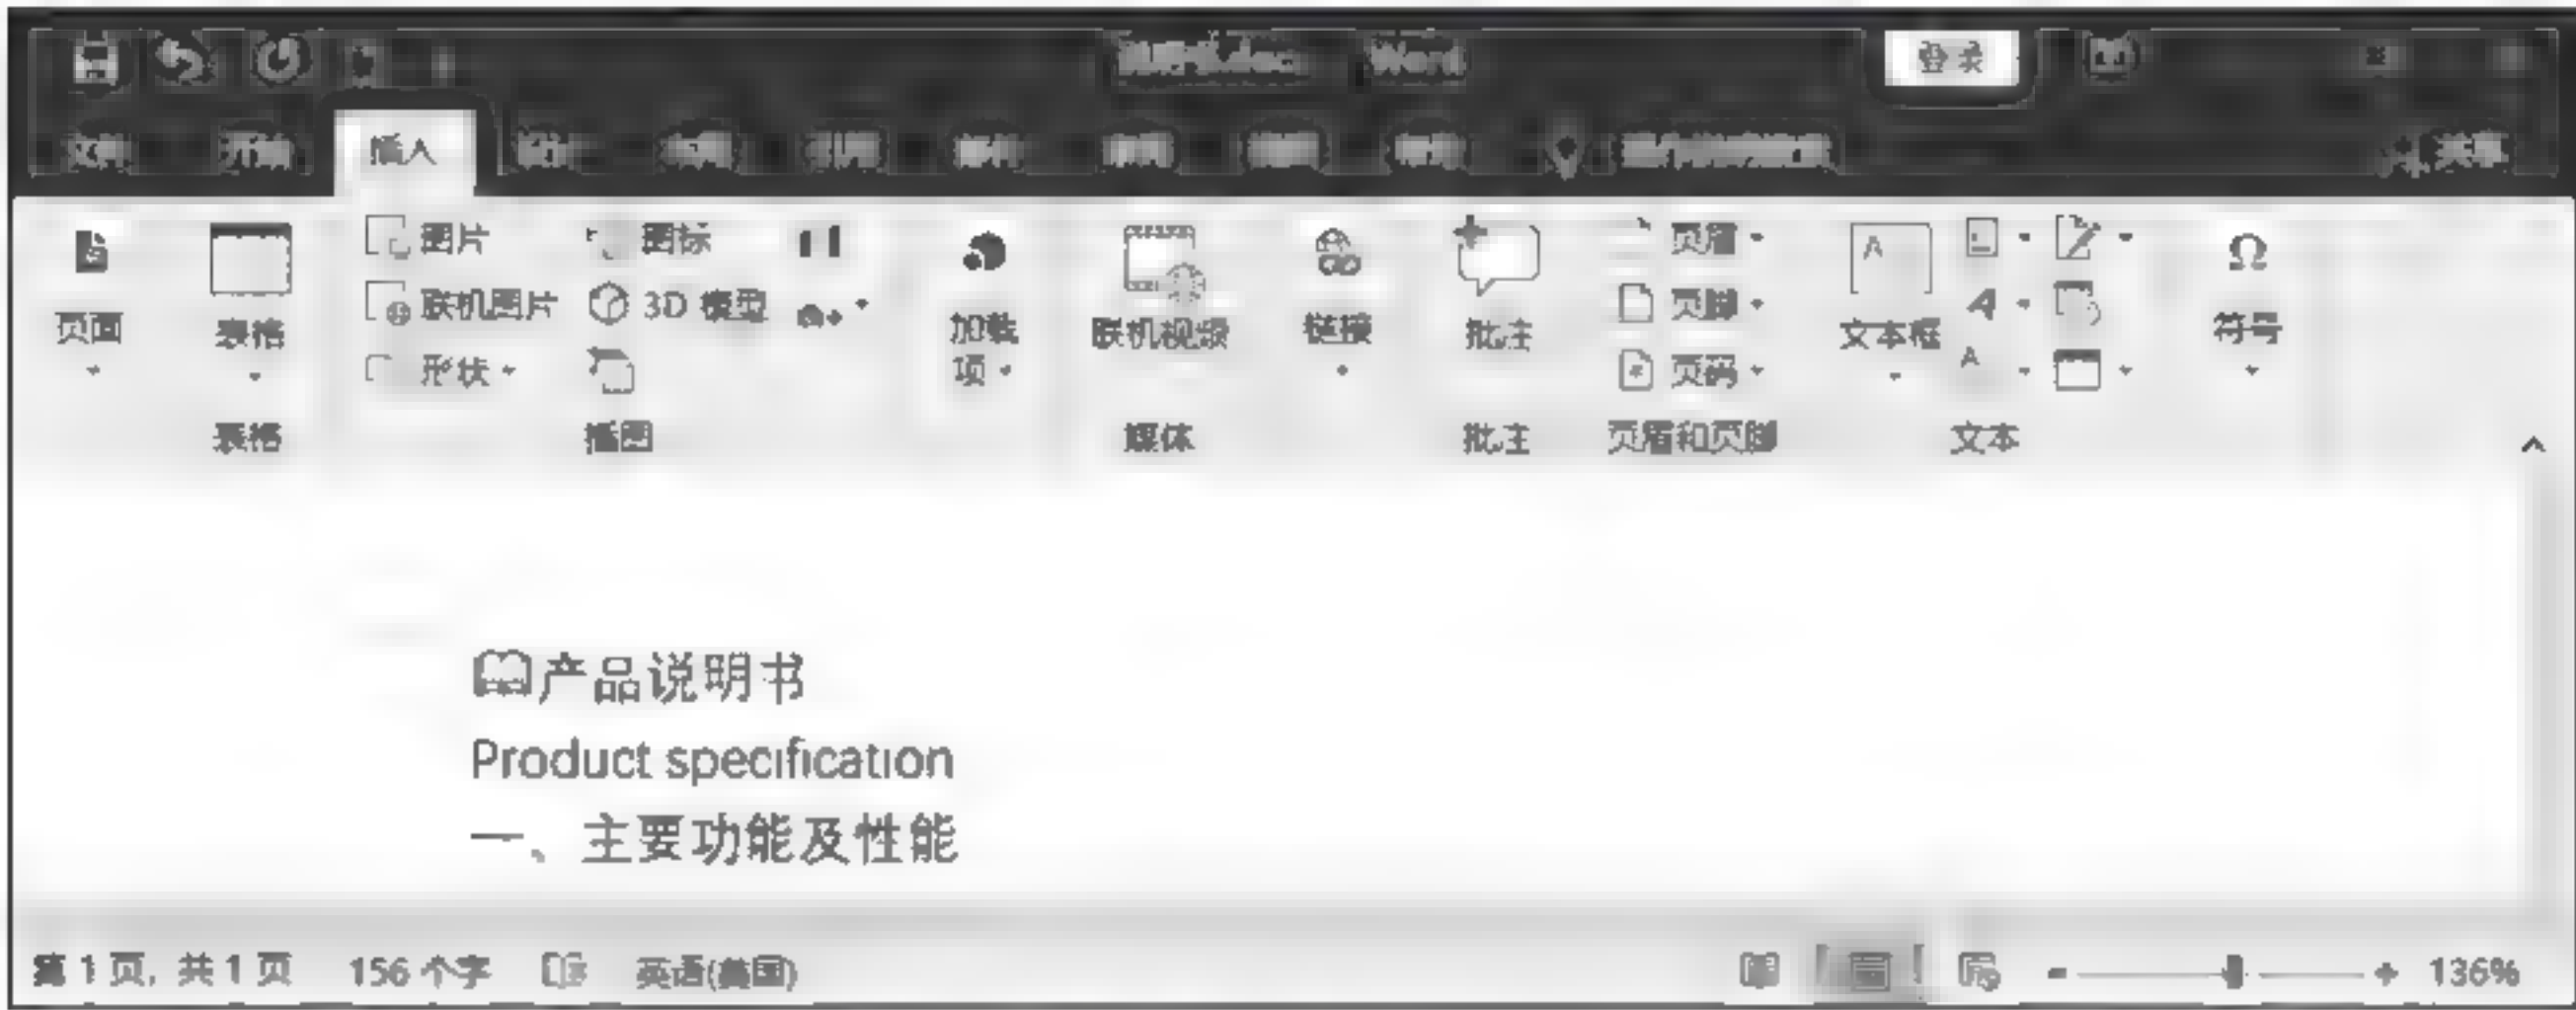 Word 登录
插入
图片 图标 页眉
联机图片 3D 模型 页脚
页面 表格 加载项 联机视频 链接 批注 文本框 符号
形状 页码
表格 插图 媒体 批注 页眉和页脚 文本
产品说明书
Product specification
一、主要功能及性能
第 1 页, 共 1 页 156 个字 英语(美国) 136%